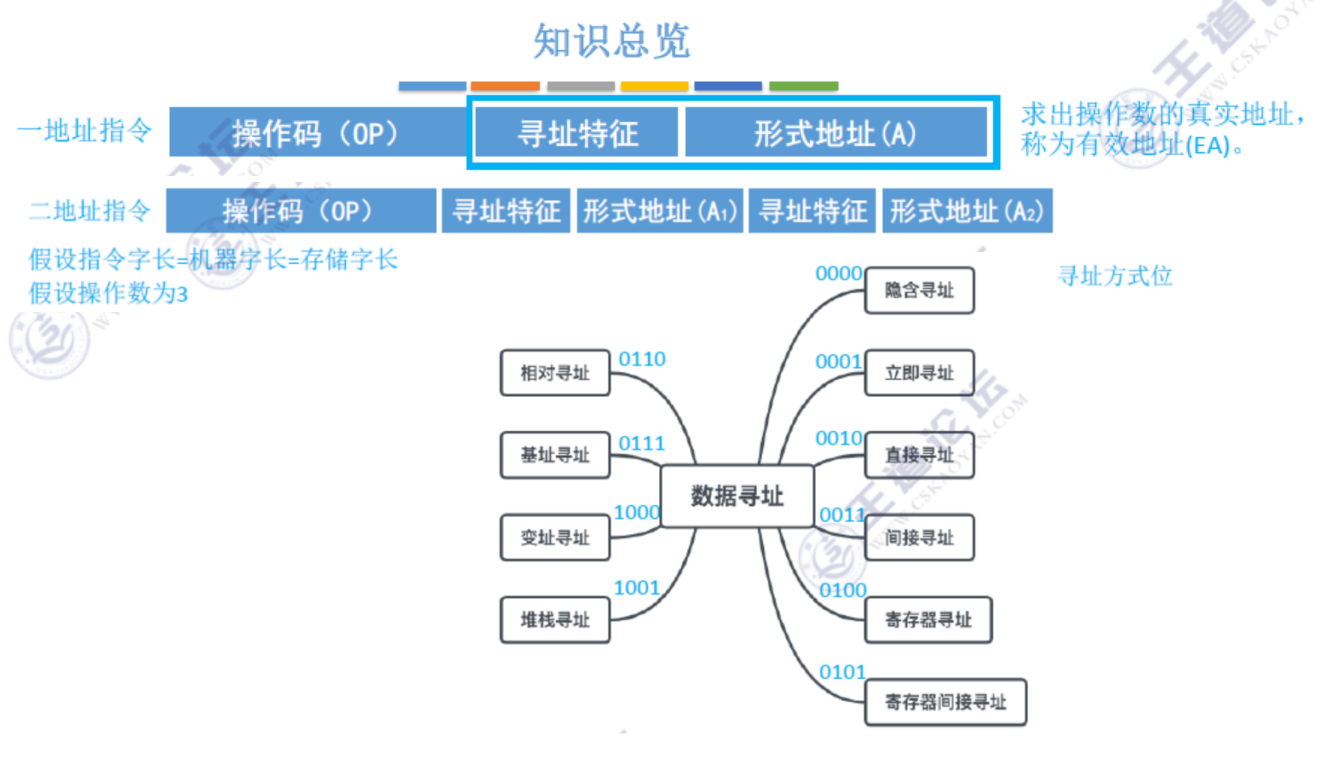 知识总览
一地址指令 操作码（OP） 寻址特征 形式地址(A) 求出操作数的真实地址，
称为有效地址(EA)。
二地址指令 操作码（OP） 寻址特征 形式地址(A₁) 寻址特征 形式地址(A₂)
假设指令字长=机器字长=存储字长
假设操作数为3
寻址方式位
0000 隐含寻址
相对寻址 0110
0001 立即寻址
基址寻址 0111
0010 直接寻址
数据寻址
变址寻址 1000
0011 间接寻址
堆栈寻址 1001
0100 寄存器寻址
0101 寄存器间接寻址
王道论坛
WWW.CSKAOYAN.COM